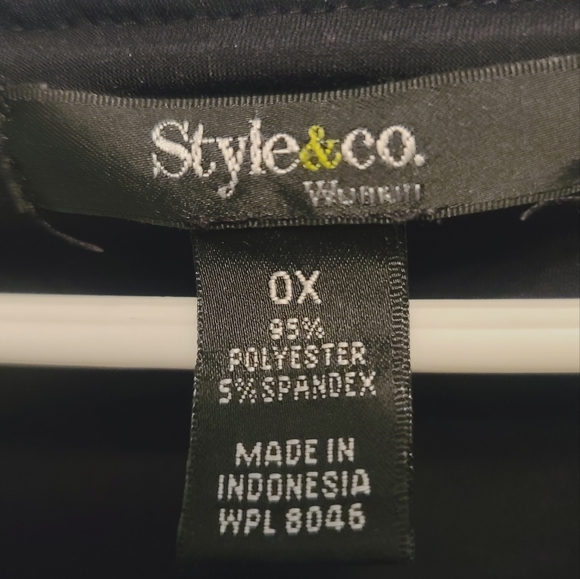 Style&co.
Woman
0X
95%
POLYESTER
5% SPANDEX
MADE IN
INDONESIA
WPL 8046